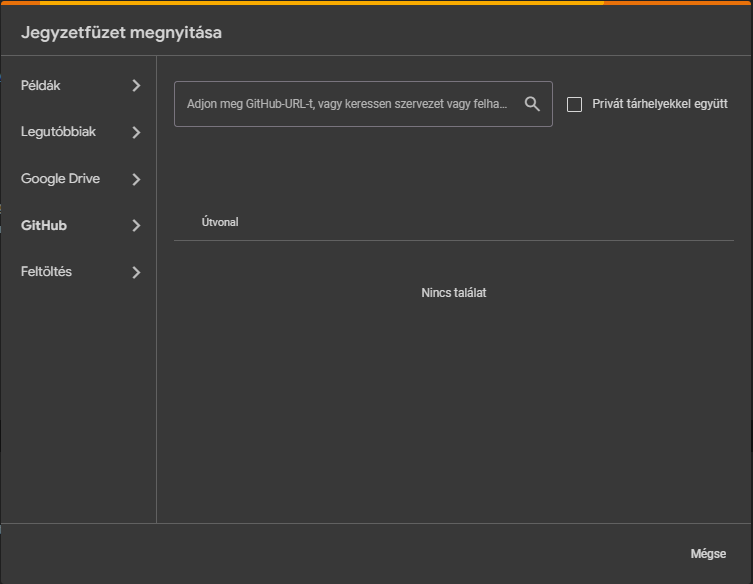 Jegyzetfüzet megnyitása
Példák
Legutóbbiak
Google Drive
GitHub
Feltöltés
Adjon meg GitHub-URL-t, vagy keressen szervezet vagy felha...
Privát tárhelyekkel együtt
Útvonal
Nincs találat
Mégse